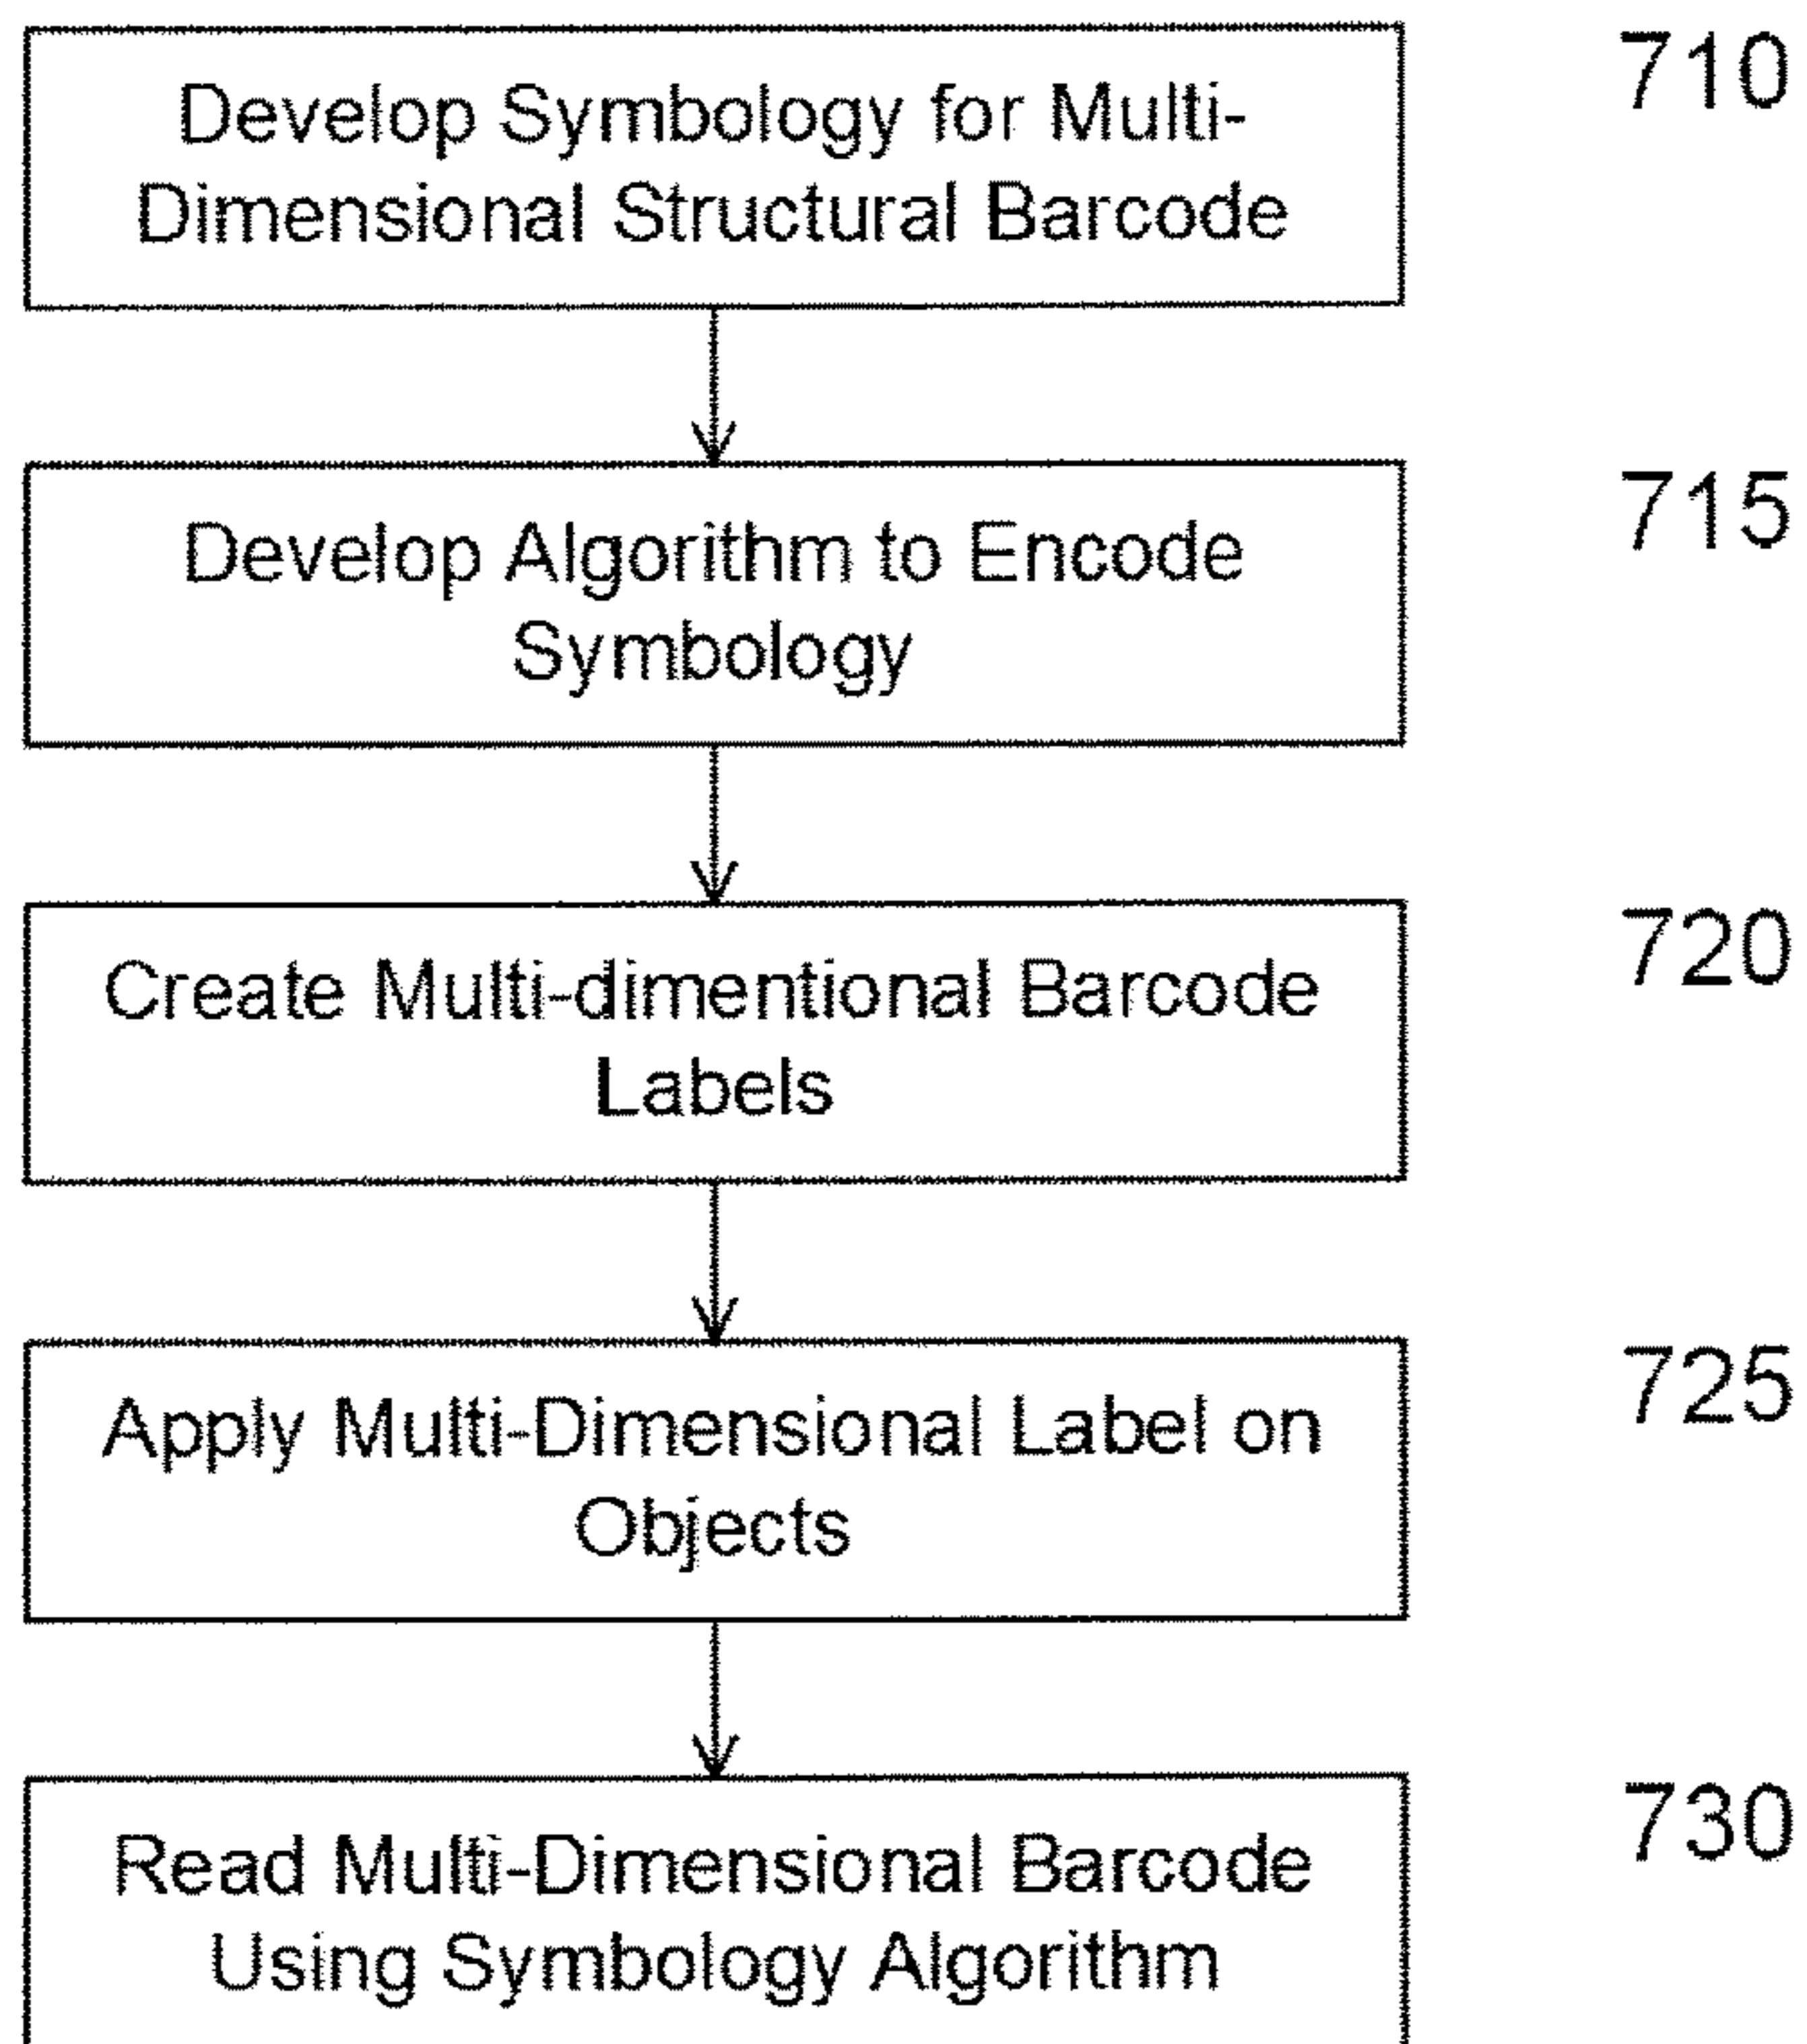 Develop Symbology for Multi-
Dimensional Structural Barcode
710
Develop Algorithm to Encode
Symbology
715
Create Multi-dimentional Barcode
Labels
720
Apply Multi-Dimensional Label on
Objects
725
Read Multi-Dimensional Barcode
Using Symbology Algorithm
730